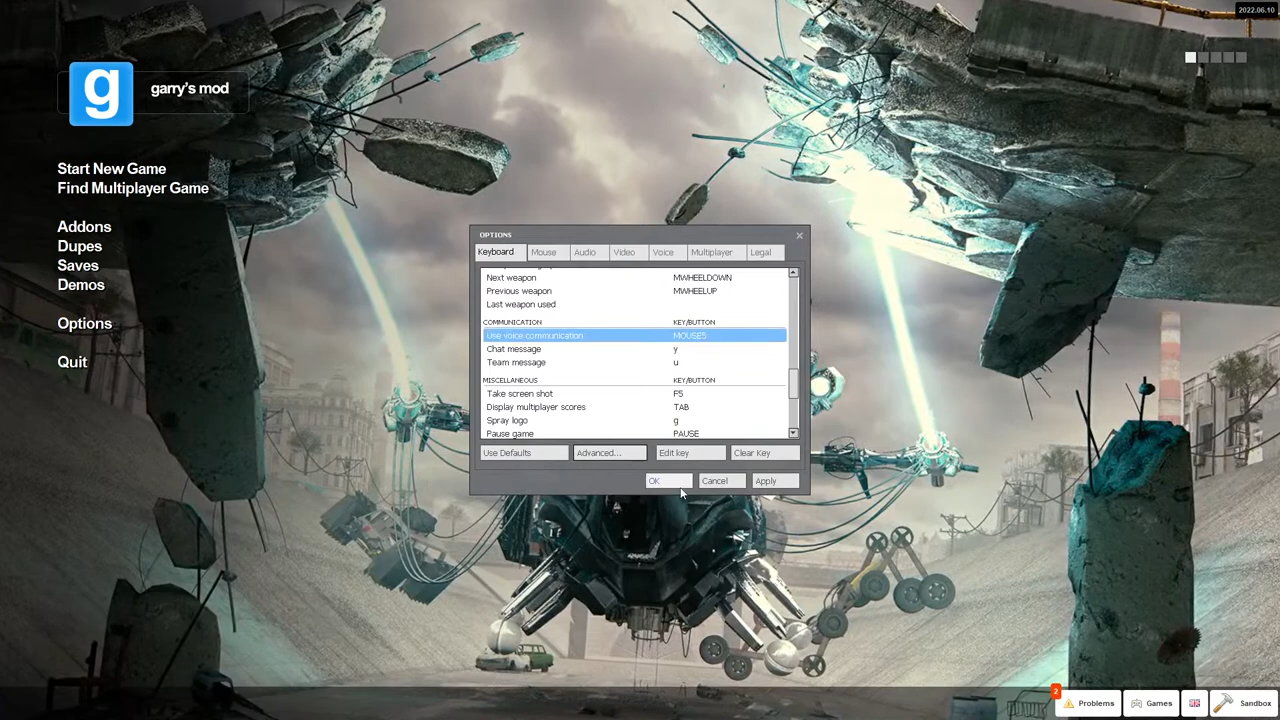 2022.06.10
g garry's mod
Start New Game
Find Multiplayer Game
Addons
Dupes
Saves
Demos
Options
Quit
OPTIONS
Keyboard Mouse Audio Video Voice Multiplayer Legal
Next weapon MWHEELDOWN
Previous weapon MWHEELUP
Last weapon used
COMMUNICATION KEY/BUTTON
Use voice communication MOUSE5
Chat message y
Team message u
MISCELLANEOUS KEY/BUTTON
Take screen shot F5
Display multiplayer scores TAB
Spray logo g
Pause game PAUSE
Use Defaults Advanced... Edit key Clear Key
OK Cancel Apply
2 Problems Games Sandbox